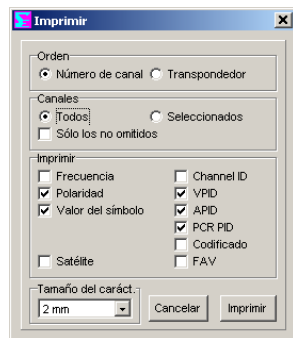 Imprimir
Orden
Número de canal Transpondedor
Canales
Todos Seleccionados
Sólo los no omitidos
Imprimir
Frecuencia Channel ID
Polaridad VPID
Valor del símbolo APID
PCR PID
Codificado
Satélite FAV
Tamaño del caráct.
2 mm Cancelar Imprimir